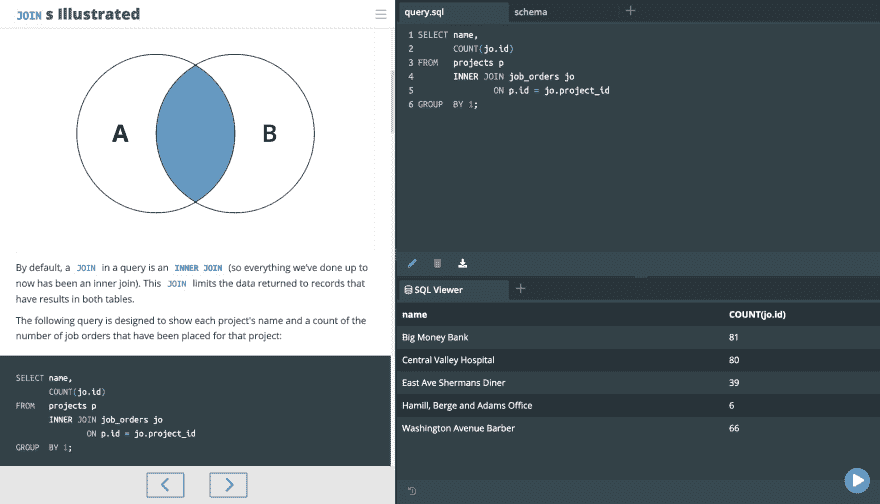 JOIN s Illustrated
A
B
By default, a JOIN in a query is an INNER JOIN (so everything we've done up to
now has been an inner join). This JOIN limits the data returned to records that
have results in both tables.
The following query is designed to show each project's name and a count of the
number of job orders that have been placed for that project:
SELECT name,
COUNT(jo.id)
FROM projects p
INNER JOIN job_orders jo
ON p.id = jo.project_id
GROUP BY 1;
query.sql
schema
1 SELECT name,
2 COUNT(jo.id)
3 FROM projects p
4 INNER JOIN job_orders jo
5 ON p.id = jo.project_id
6 GROUP BY 1;
SQL Viewer
name COUNT(jo.id)
Big Money Bank 81
Central Valley Hospital 80
East Ave Shermans Diner 39
Hamill, Berge and Adams Office 6
Washington Avenue Barber 66